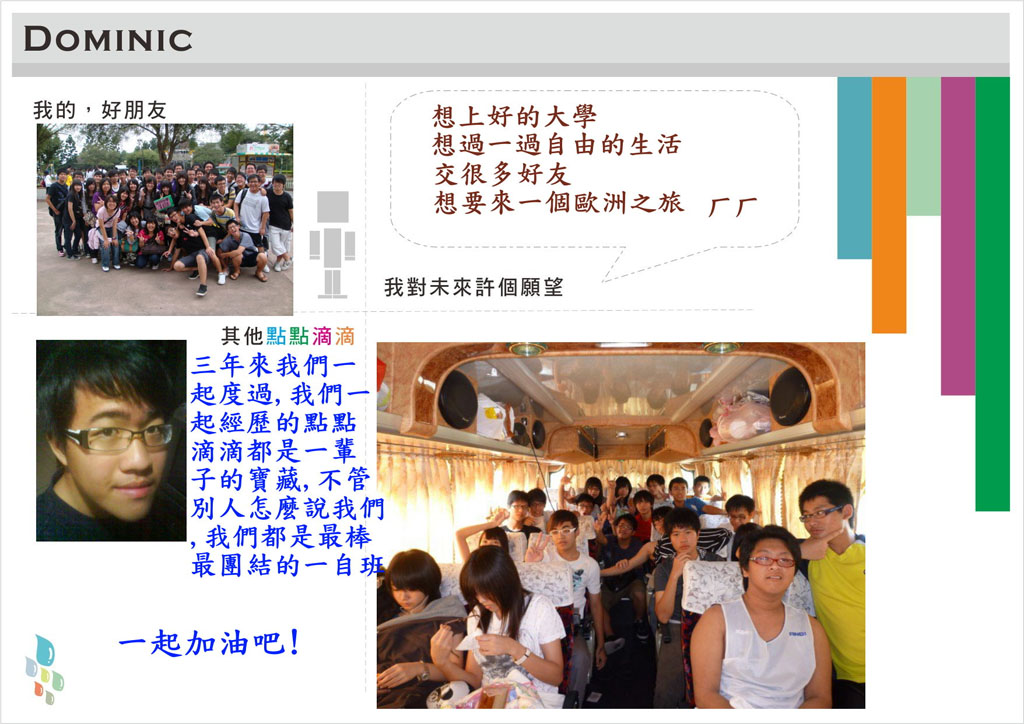 DOMINIC
我的，好朋友
想上好的大學
想過一過自由的生活
交很多好友
想要來一個歐洲之旅 ㄏㄏ
我對未來許個願望
其他點點滴滴
三年來我們一
起度過,我們一
起經歷的點點
滴滴都是一輩
子的寶藏,不管
別人怎麼說我們
,我們都是最棒
最團結的一自班
一起加油吧!